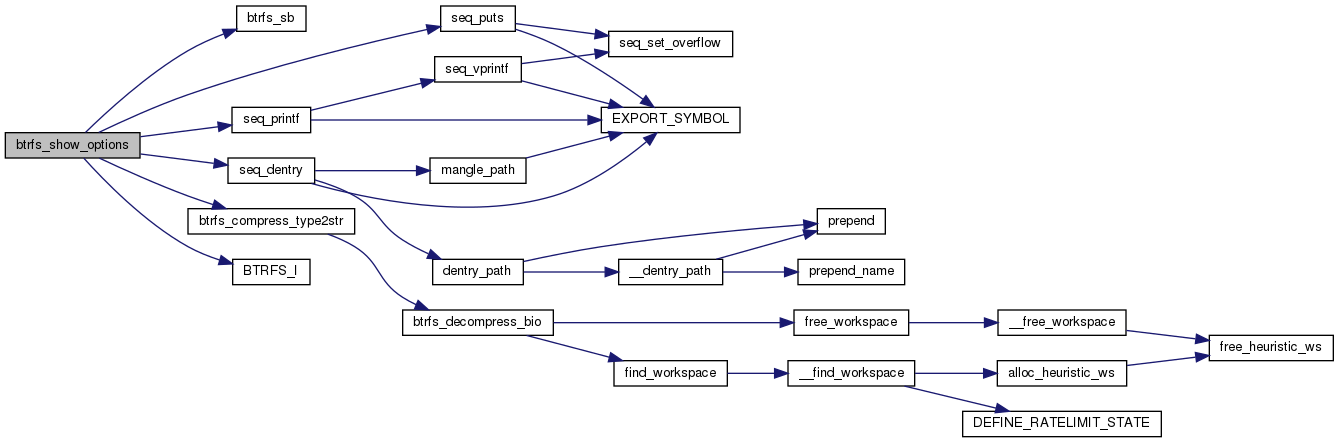 btrfs_sb
seq_puts
seq_set_overflow
seq_vprintf
seq_printf
EXPORT_SYMBOL
btrfs_show_options
seq_dentry
mangle_path
btrfs_compress_type2str
prepend
BTRFS_I
dentry_path
__dentry_path
prepend_name
btrfs_decompress_bio
free_workspace
__free_workspace
free_heuristic_ws
find_workspace
__find_workspace
alloc_heuristic_ws
DEFINE_RATELIMIT_STATE